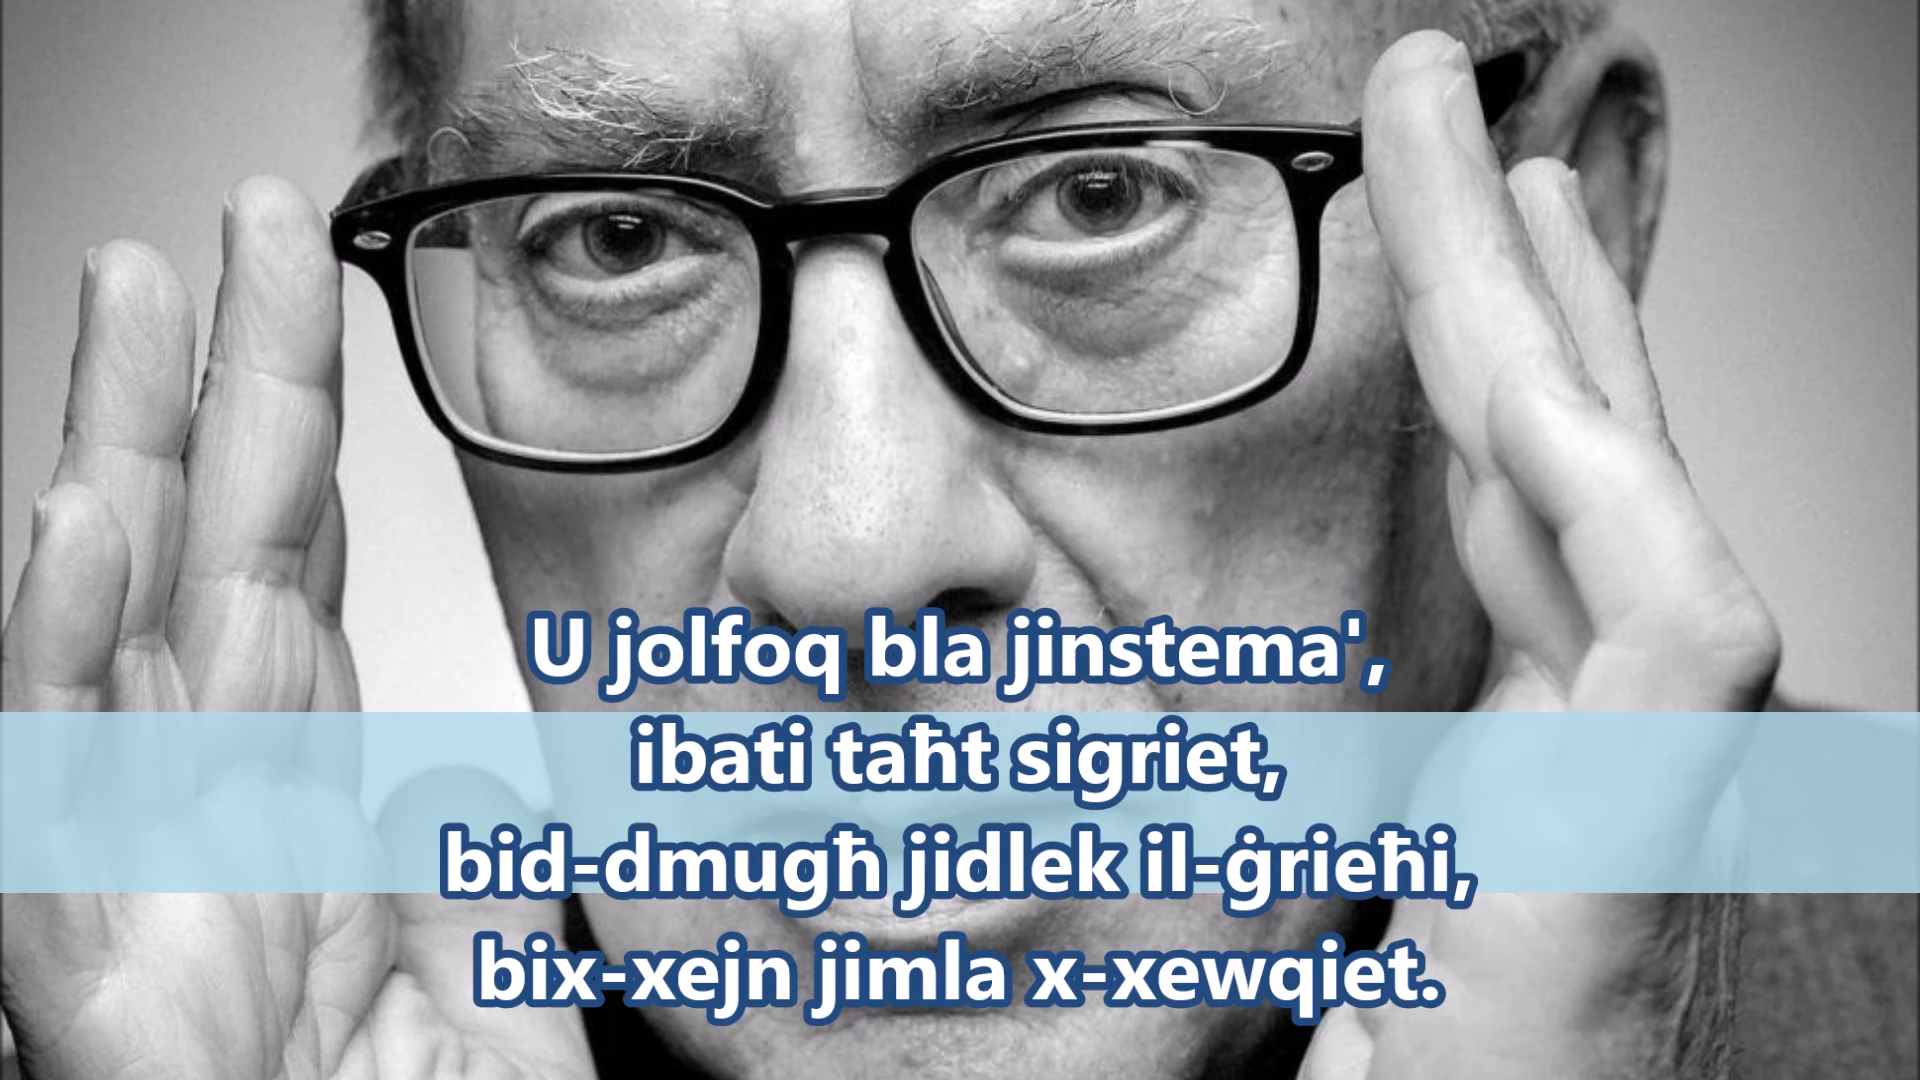 U jolfoq bla jinstema',
ibati taħt sigriet,
bid-dmugħ jidlek il-ġrieħi,
bix-xejn jimla x-xewqiet.